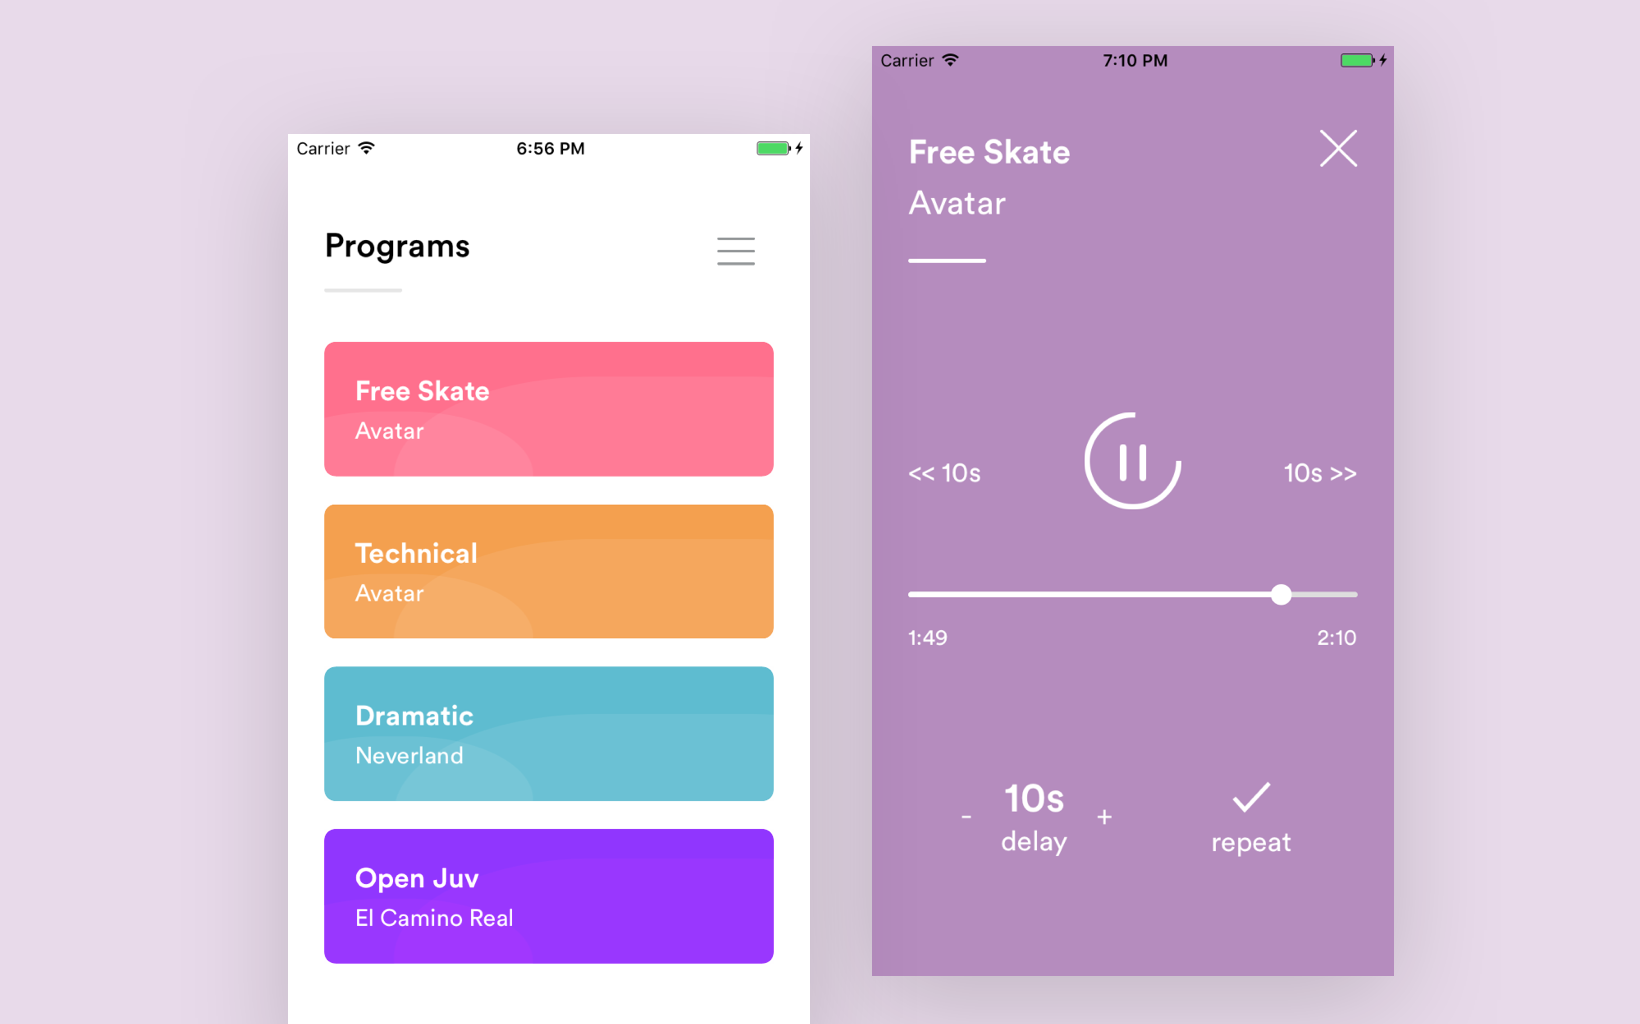 Carrier 6:56 PM
Programs
Free Skate
Avatar
Technical
Avatar
Dramatic
Neverland
Open Juv
El Camino Real
Carrier 7:10 PM
Free Skate
Avatar
<< 10s 10s >>
1:49 2:10
- 10s +
delay repeat